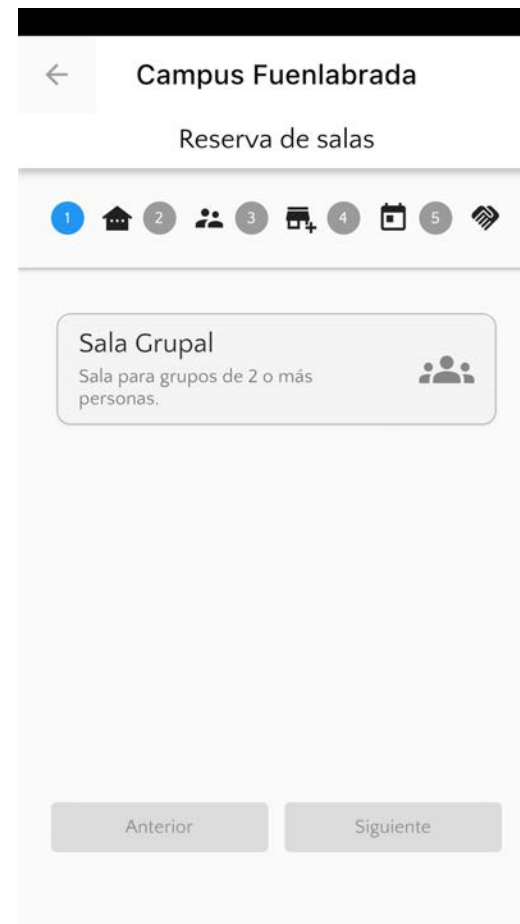 Campus Fuenlabrada
Reserva de salas
1 2 3 4 5
Sala Grupal
Sala para grupos de 2 o más
personas.
Anterior Siguiente